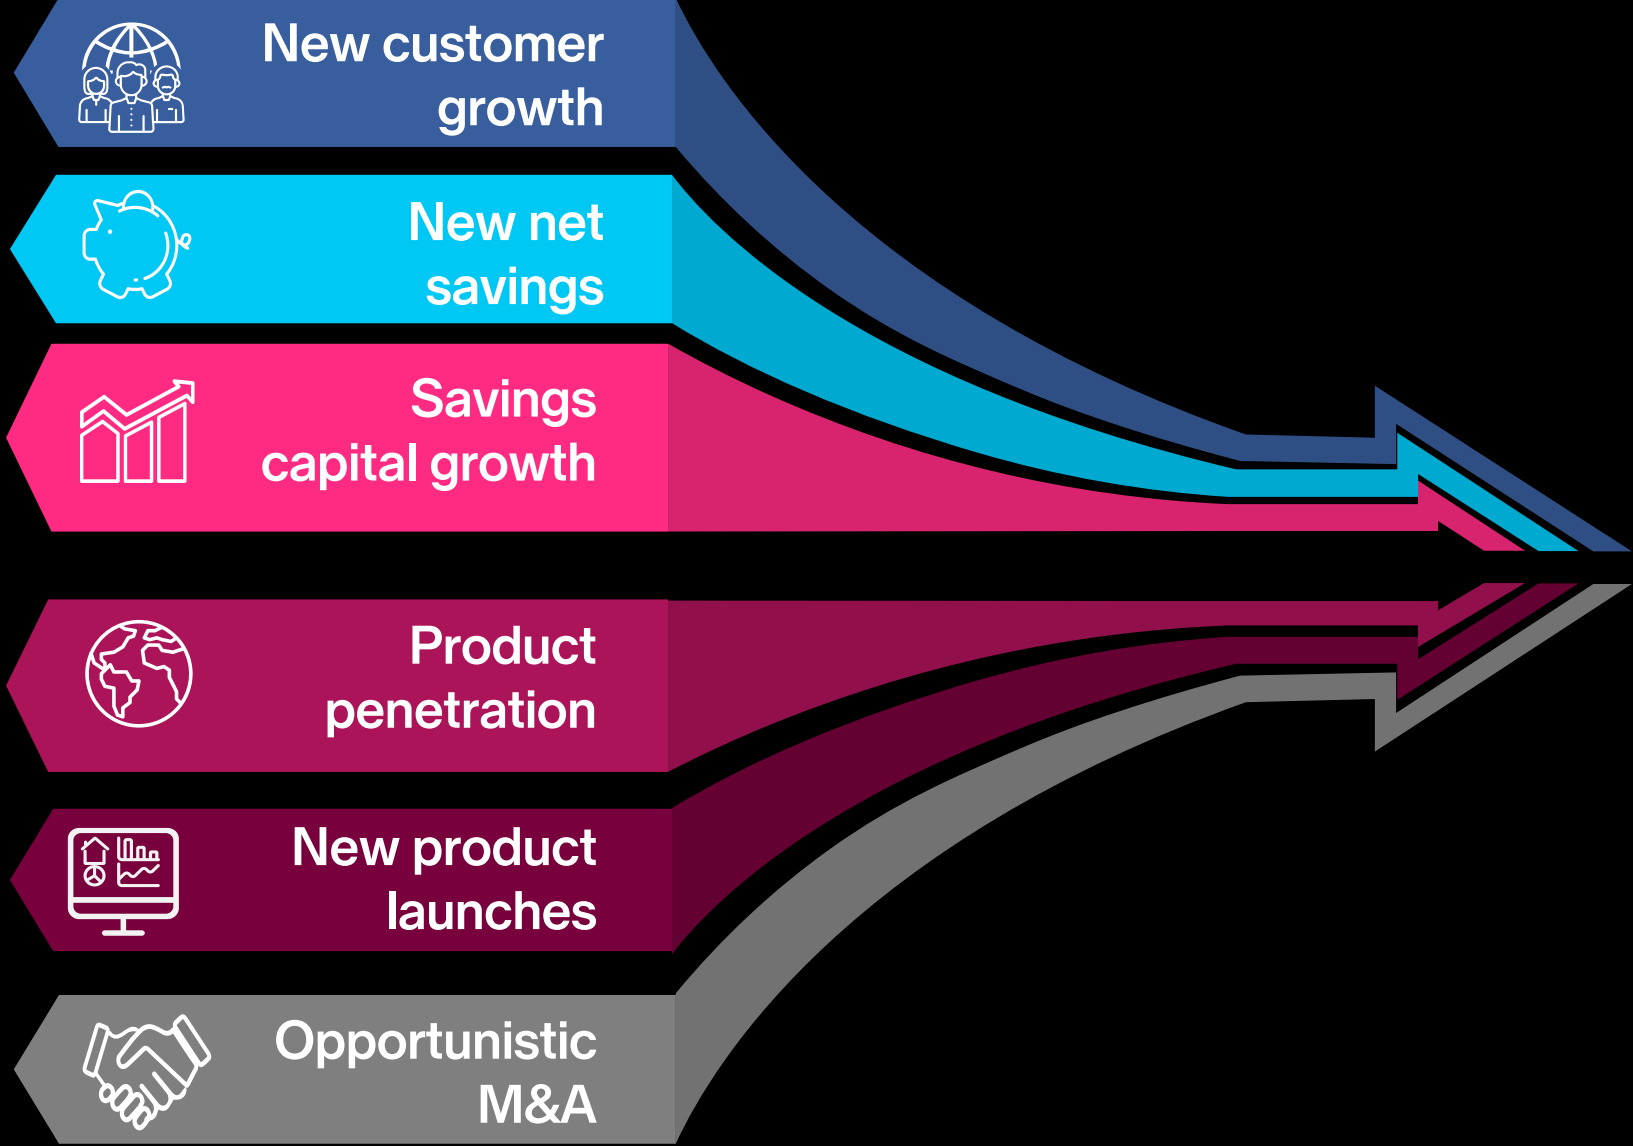 New customer
growth
New net
savings
Savings
capital growth
Product
penetration
New product
launches
Opportunistic
M&A